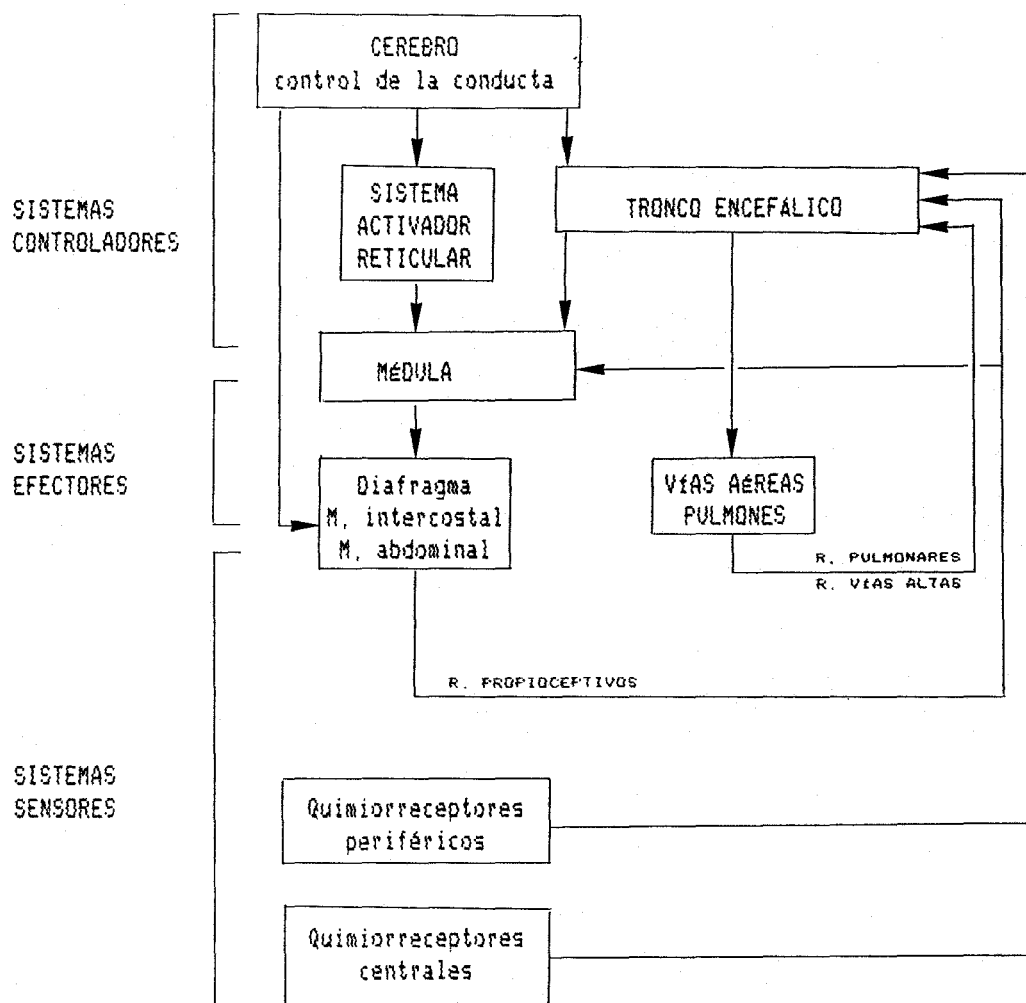 CEREBRO
control de la conducta
SISTEMAS
CONTROLADORES
SISTEMA
ACTIVADOR
RETICULAR
TRONCO ENCEFÁLICO
MÉDULA
SISTEMAS
EFECTORES
Diafragma
M. intercostal
M. abdominal
VÍAS AÉREAS
PULMONES
R. PULMONARES
R. VÍAS ALTAS
R. PROPIOCEPTIVOS
SISTEMAS
SENSORES
Quimiorreceptores
periféricos
Quimiorreceptores
centrales